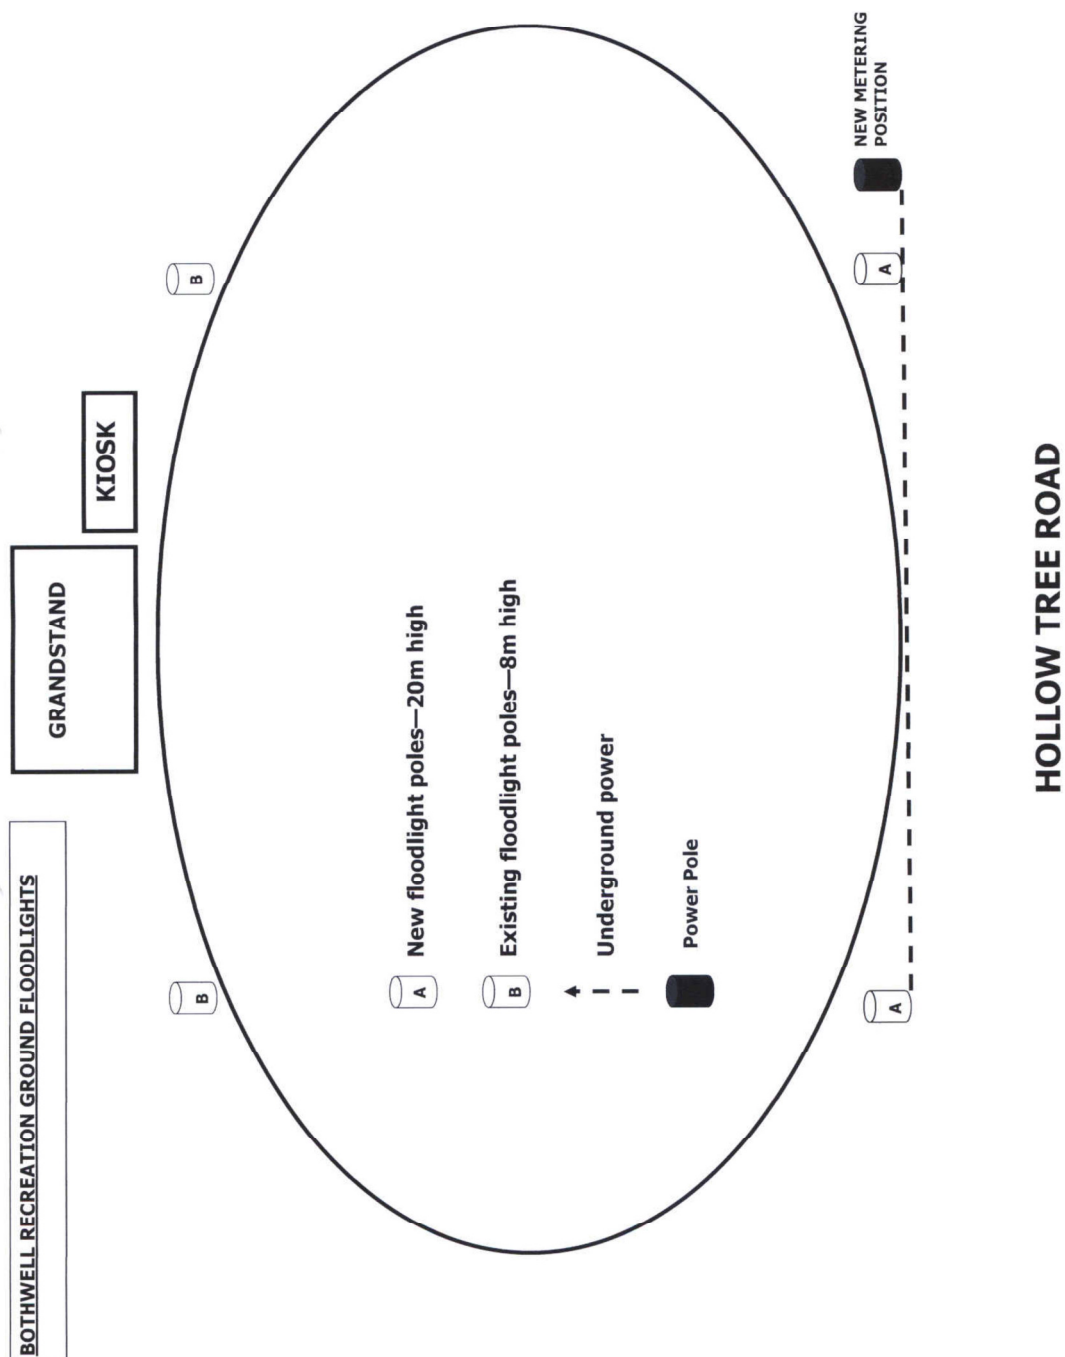 BOTHWELL RECREATION GROUND FLOODLIGHTS
GRANDSTAND
KIOSK
B
B
A New floodlight poles—20m high
B Existing floodlight poles—8m high
Underground power
Power Pole
A
A
NEW METERING
POSITION
HOLLOW TREE ROAD